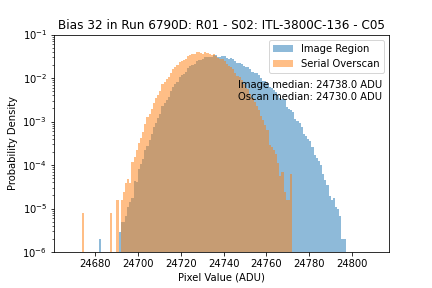 Bias 32 in Run 6790D: R01 - S02: ITL-3800C-136 - C05
Image Region
Serial Overscan
Image median: 24738.0 ADU
Oscan median: 24730.0 ADU
Probability Density
10⁻¹
10⁻²
10⁻³
10⁻⁴
10⁻⁵
10⁻⁶
24680 24700 24720 24740 24760 24780 24800
Pixel Value (ADU)